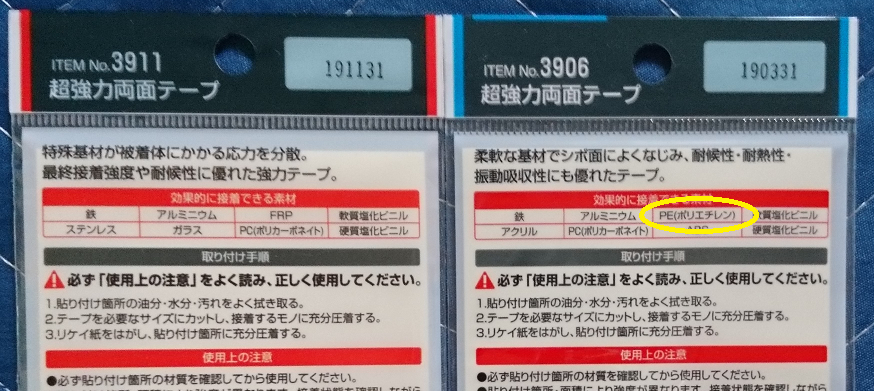 ITEM No.3911
191131
超強力両面テープ
特殊基材が被着体にかかる応力を分散。
最終接着強度や耐候性に優れた強力テープ。
効果的に接着できる素材
鉄 アルミニウム FRP 軟質塩化ビニル
ステンレス ガラス PC(ポリカーボネイト) 硬質塩化ビニル
取り付け手順
必ず「使用上の注意」をよく読み、正しく使用してください。
1.貼り付け箇所の油分・水分・汚れをよく拭き取る。
2.テープを必要なサイズにカットし、接着するモノに充分圧着する。
3.リケイ紙をはがし、貼り付け箇所に充分圧着する。
使用上の注意
●必ず貼り付け箇所の材質を確認してから使用してください。
ITEM No.3906
190331
超強力両面テープ
柔軟な基材でシボ面によくなじみ、耐候性・耐熱性・
振動吸収性にも優れたテープ。
効果的に接着できる素材
鉄 アルミニウム PE(ポリエチレン) 軟質塩化ビニル
アクリル PC(ポリカーボネイト) 硬質塩化ビニル
取り付け手順
必ず「使用上の注意」をよく読み、正しく使用してください。
1.貼り付け箇所の油分・水分・汚れをよく拭き取る。
2.テープを必要なサイズにカットし、接着するモノに充分圧着する。
3.リケイ紙をはがし、貼り付け箇所に充分圧着する。
使用上の注意
●必ず貼り付け箇所の材質を確認してから使用してください。